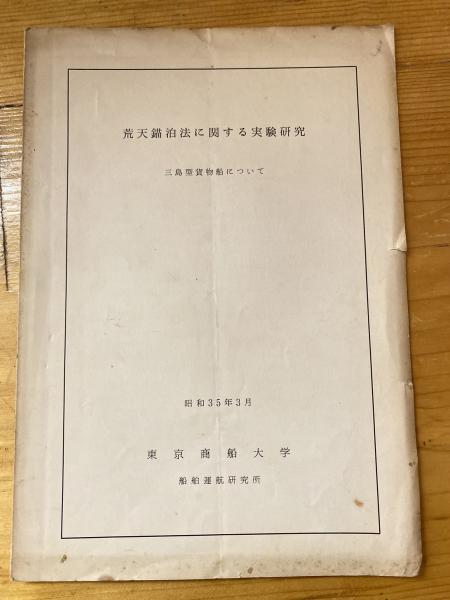 荒天錨泊法に関する実験研究
三島型貨物船について
昭和35年3月
東京商船大学
船舶運航研究所